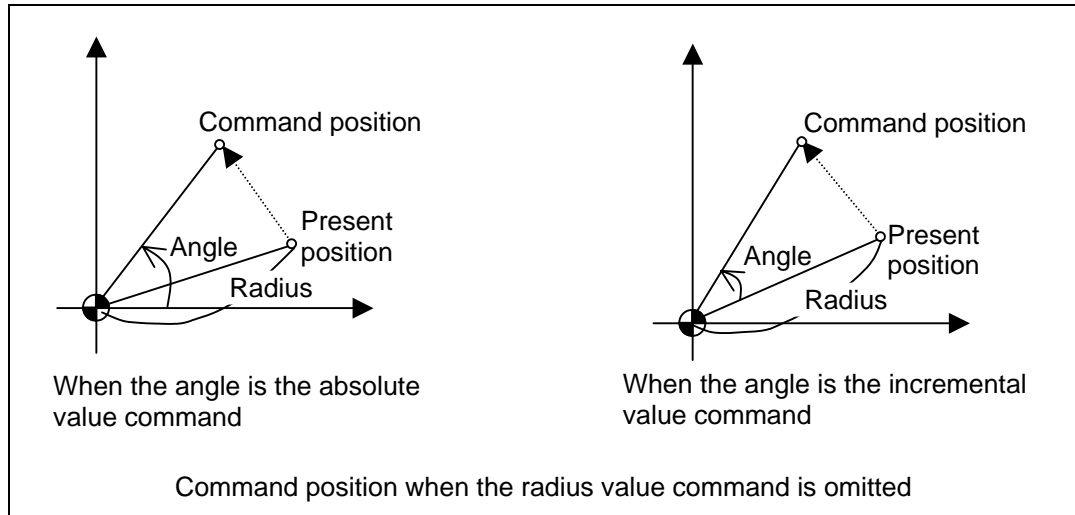 Command position
Present
position
Angle
Radius
When the angle is the absolute
value command
Command position
Present
position
Angle
Radius
When the angle is the incremental
value command
Command position when the radius value command is omitted